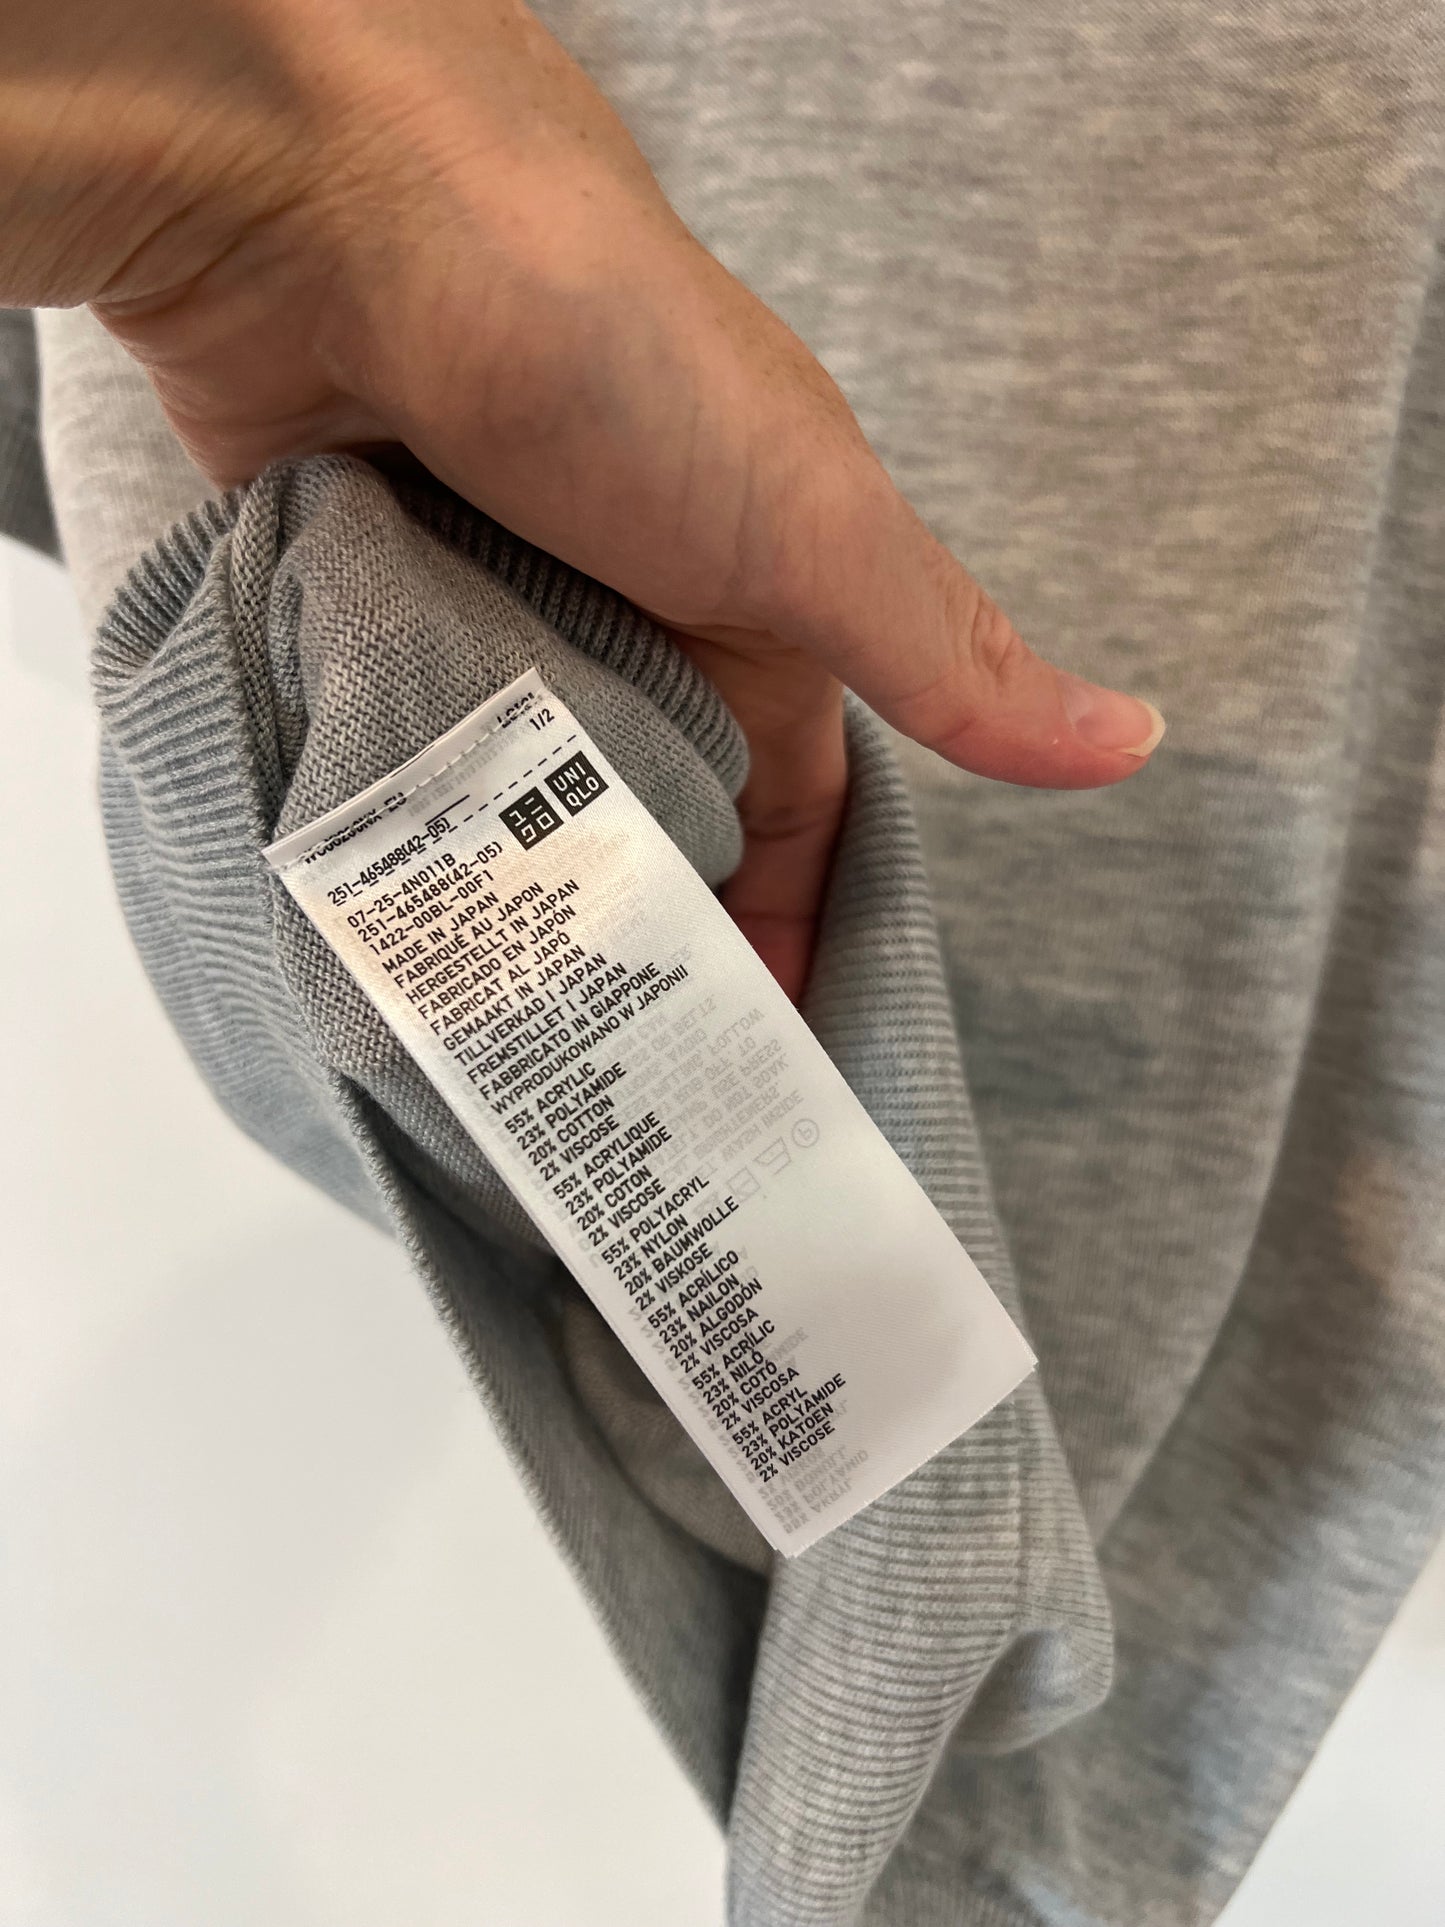 1/2
ユニ
クロ
UNI
QLO
251-465488(42-05)
07-25-4N011B
251-465488(42-05)
1422-00BL-00F1
MADE IN JAPAN
FABRIQUÉ AU JAPON
HERGESTELLT IN JAPAN
FABRICADO EN JAPÓN
FABRICAT AL JAPÓ
GEMAAKT IN JAPAN
TILLVERKAD I JAPAN
FREMSTILLET I JAPAN
FABBRICATO IN GIAPPONE
WYPRODUKOWANO W JAPONII
55% ACRYLIC
23% POLYAMIDE
20% COTTON
2% VISCOSE
55% ACRYLIQUE
23% POLYAMIDE
20% COTON
2% VISCOSE
55% POLYACRYL
23% NYLON
20% BAUMWOLLE
2% VISKOSE
55% ACRÍLICO
23% NAILON
20% ALGODÓN
2% VISCOSA
55% ACRÍLIC
23% NILÓ
20% COTÓ
2% VISCOSA
55% ACRYL
23% POLYAMIDE
20% KATOEN
2% VISCOSE